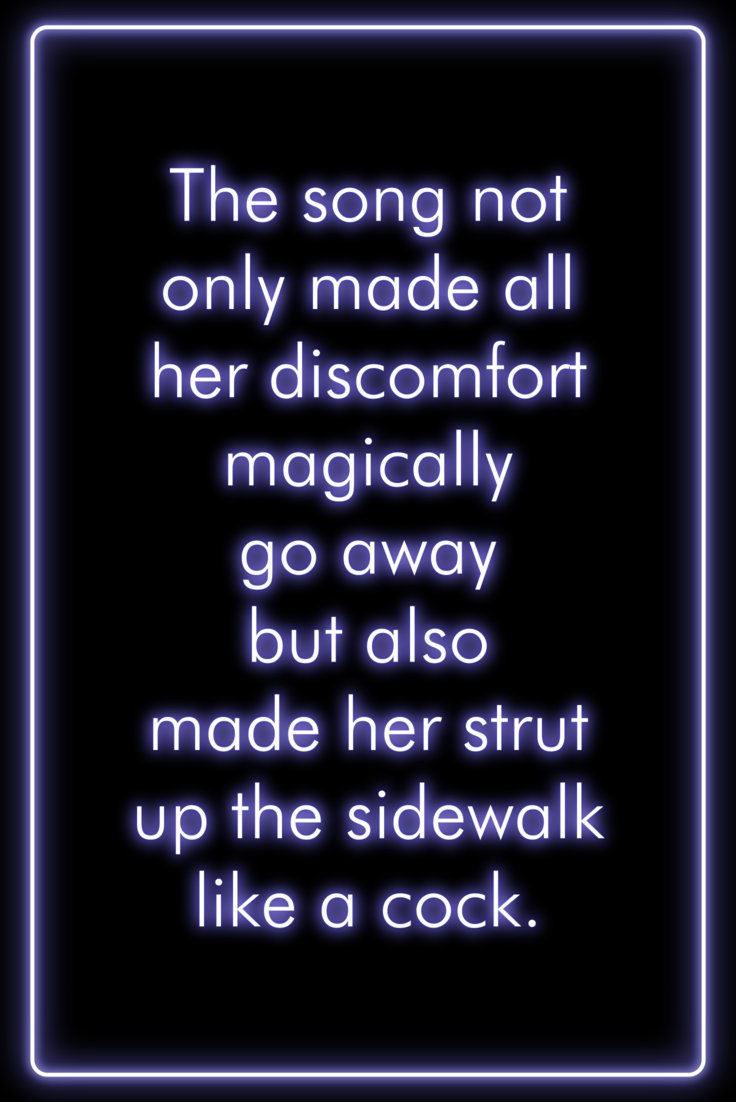 The song not
only made all
her discomfort
magically
go away
but also
made her strut
up the sidewalk
like a cock.